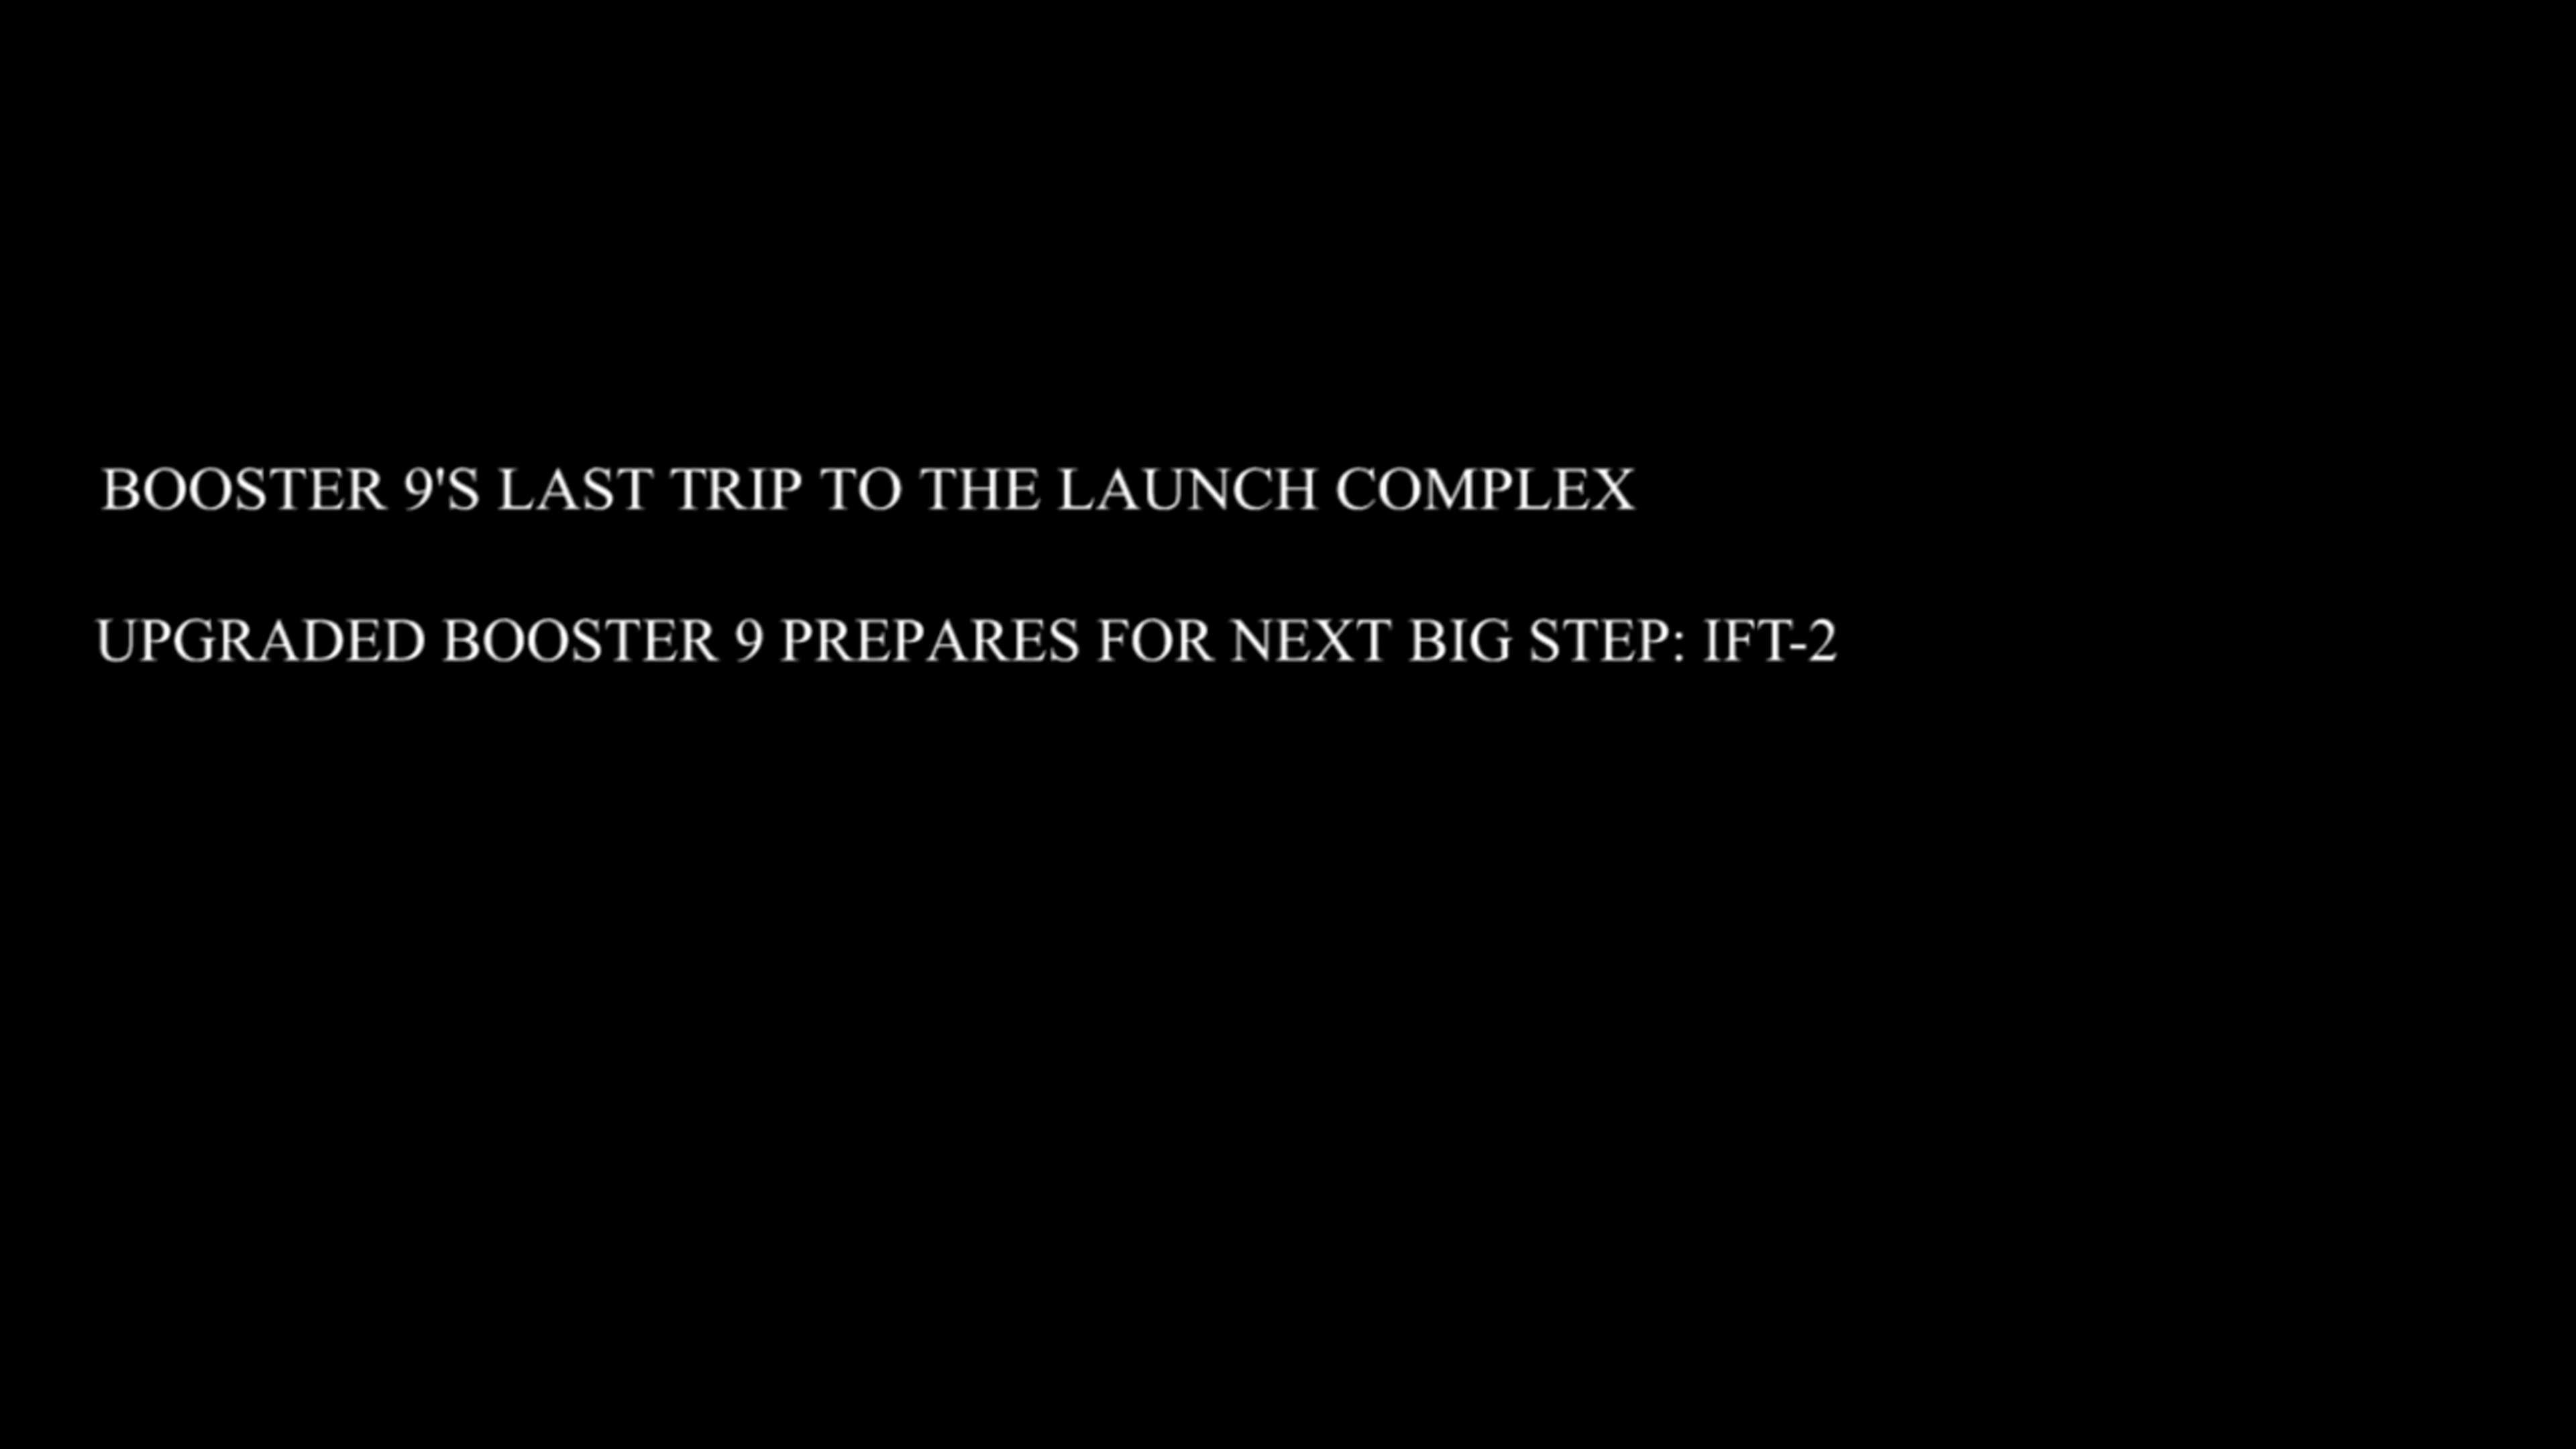 BOOSTER 9'S LAST TRIP TO THE LAUNCH COMPLEX
UPGRADED BOOSTER 9 PREPARES FOR NEXT BIG STEP: IFT-2